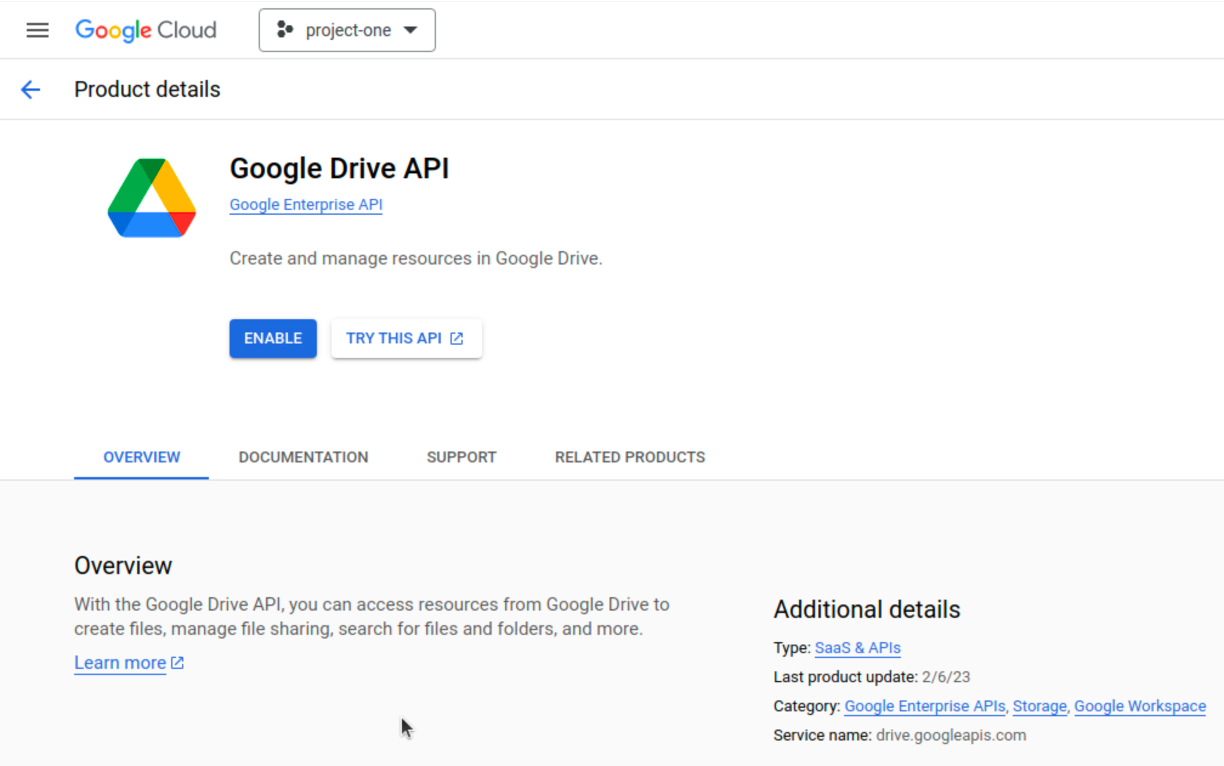 Google Cloud
project-one
Product details
Google Drive API
Google Enterprise API
Create and manage resources in Google Drive.
ENABLE
TRY THIS API
OVERVIEW
DOCUMENTATION
SUPPORT
RELATED PRODUCTS
Overview
With the Google Drive API, you can access resources from Google Drive to
create files, manage file sharing, search for files and folders, and more.
Learn more
Additional details
Type: SaaS & APIs
Last product update: 2/6/23
Category: Google Enterprise APIs, Storage, Google Workspace
Service name: drive.googleapis.com